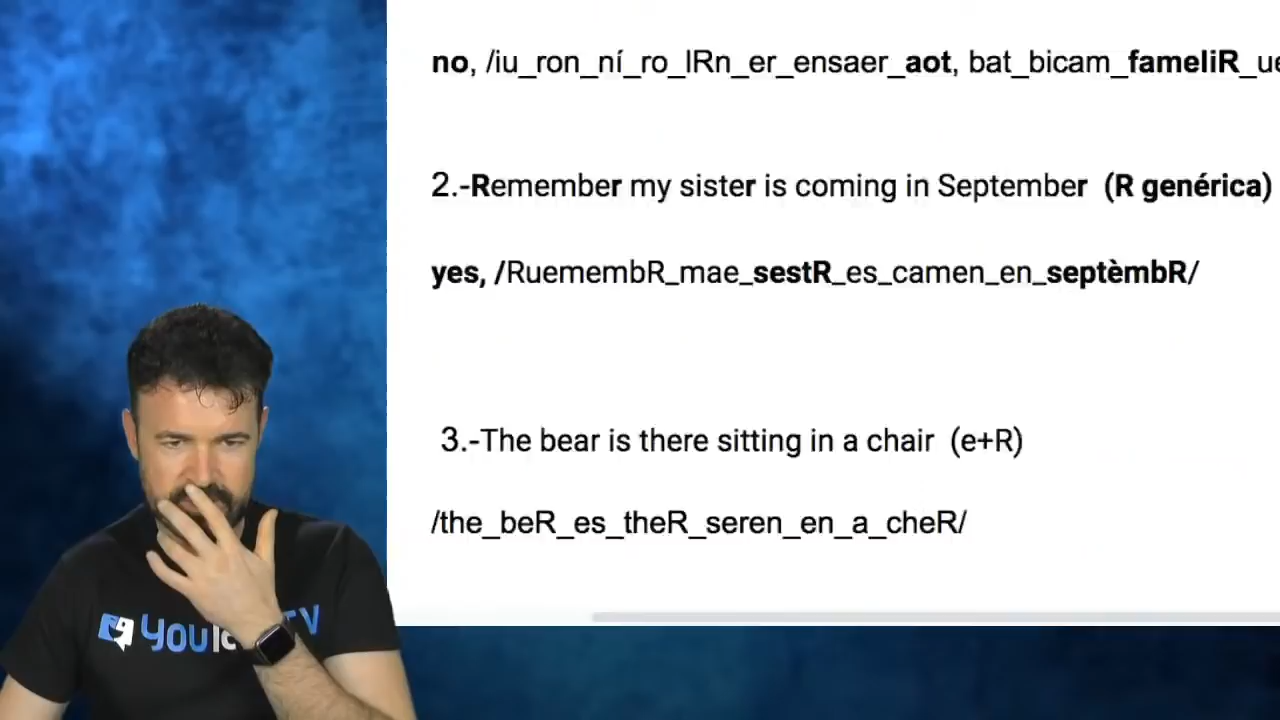 no, /iu_ron_ní_ro_lRn_er_ensaer_aot, bat_bicam_fameliR_ue
2.-Remember my sister is coming in September (R genérica)
yes, /RuemembR_mae_sestR_es_camen_en_septèmbR/
3.-The bear is there sitting in a chair (e+R)
/the_beR_es_theR_seren_en_a_cheR/